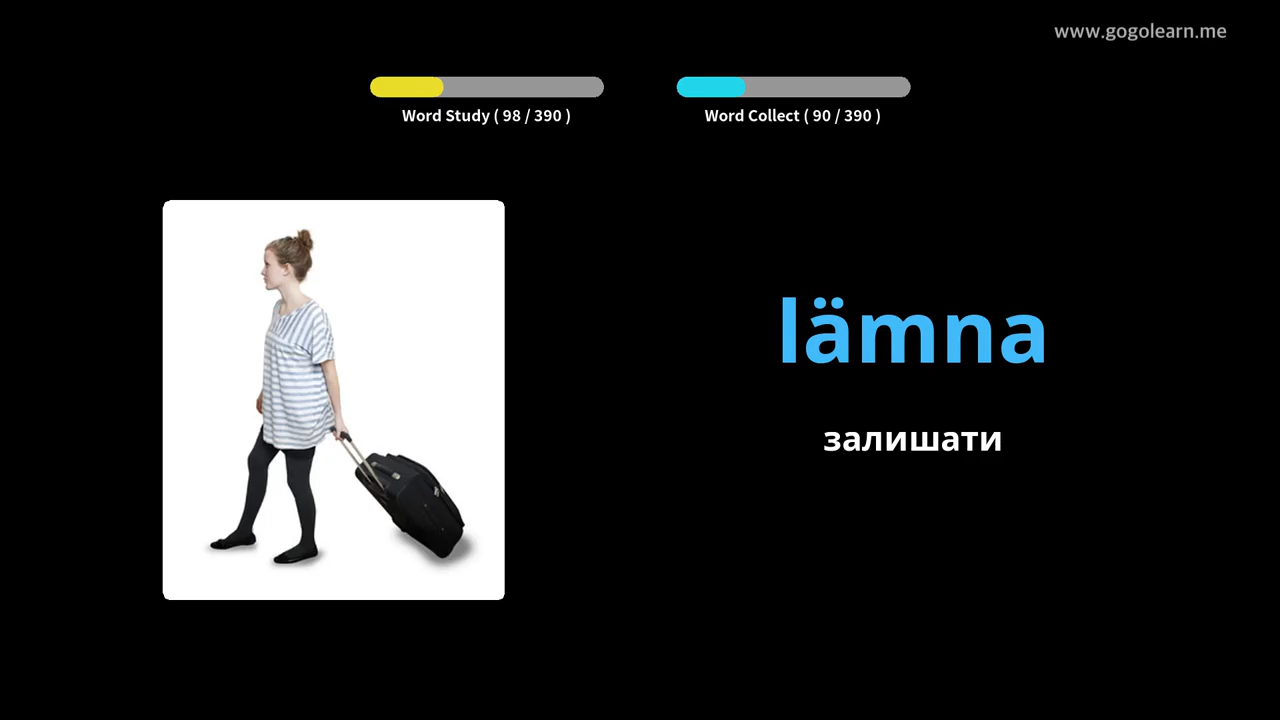 www.gogolearn.me
Word Study ( 98 / 390 )
Word Collect ( 90 / 390 )
lämna
залишати